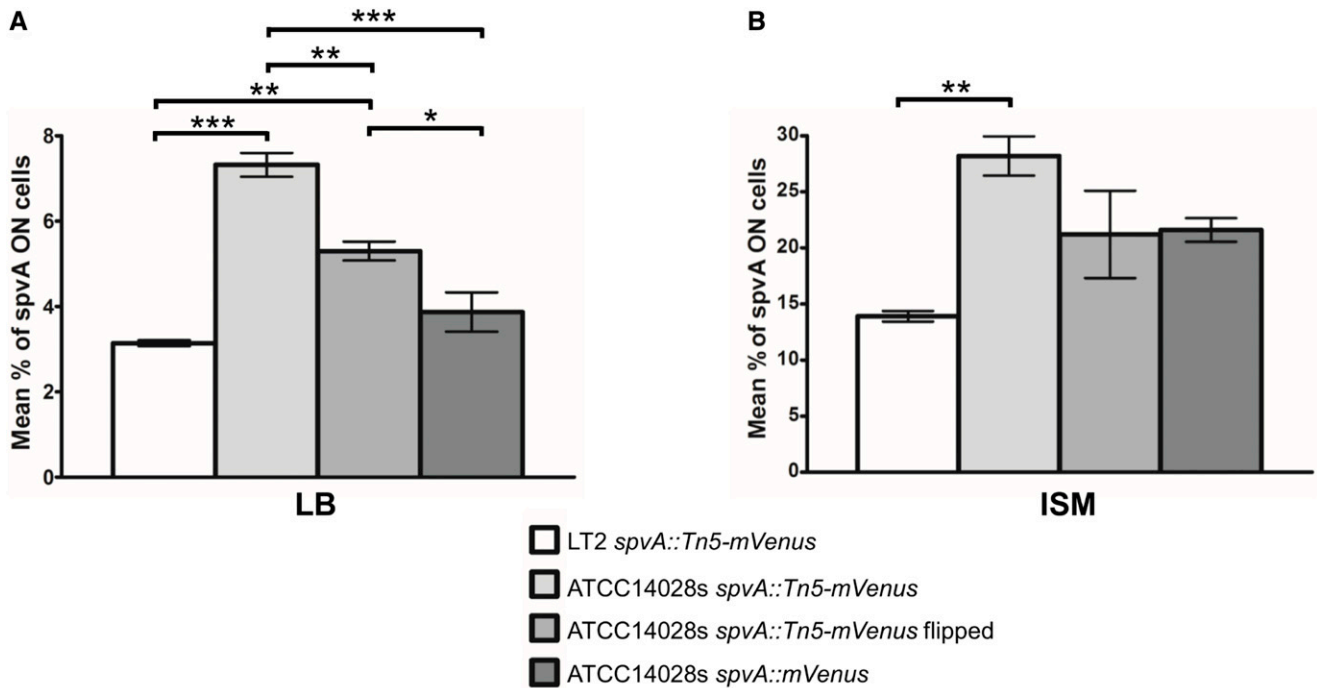 A
B
***
**
**
***
*
**
Mean % of spvA ON cells
8
6
4
2
0
LB
Mean % of spvA ON cells
30
25
20
15
10
5
0
ISM
LT2 spvA::Tn5-mVenus
ATCC14028s spvA::Tn5-mVenus
ATCC14028s spvA::Tn5-mVenus flipped
ATCC14028s spvA::mVenus